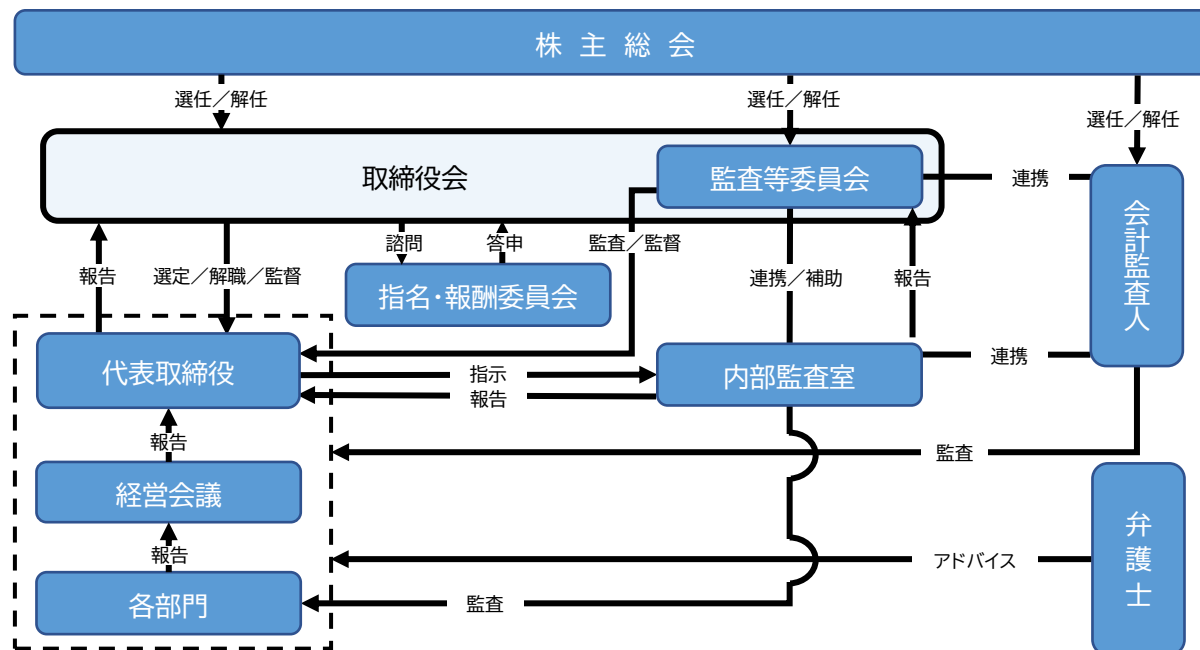 株主総会
選任／解任
選任／解任
選任／解任
取締役会
監査等委員会
連携
会計監査人
諮問
答申
監査／監督
報告
選定／解職／監督
連携／補助
報告
指名・報酬委員会
代表取締役
指示
報告
内部監査室
連携
報告
監査
経営会議
報告
アドバイス
弁護士
各部門
監査